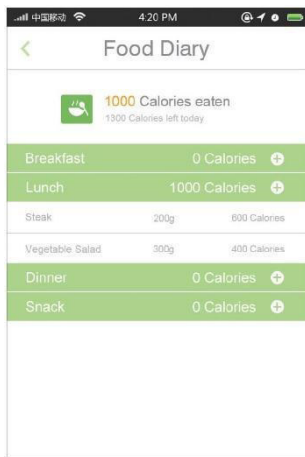 中国移动 4:20 PM
Food Diary
1000 Calories eaten
1300 Calories left today
Breakfast 0 Calories
Lunch 1000 Calories
Steak 200g 600 Calories
Vegetable Salad 300g 400 Calories
Dinner 0 Calories
Snack 0 Calories